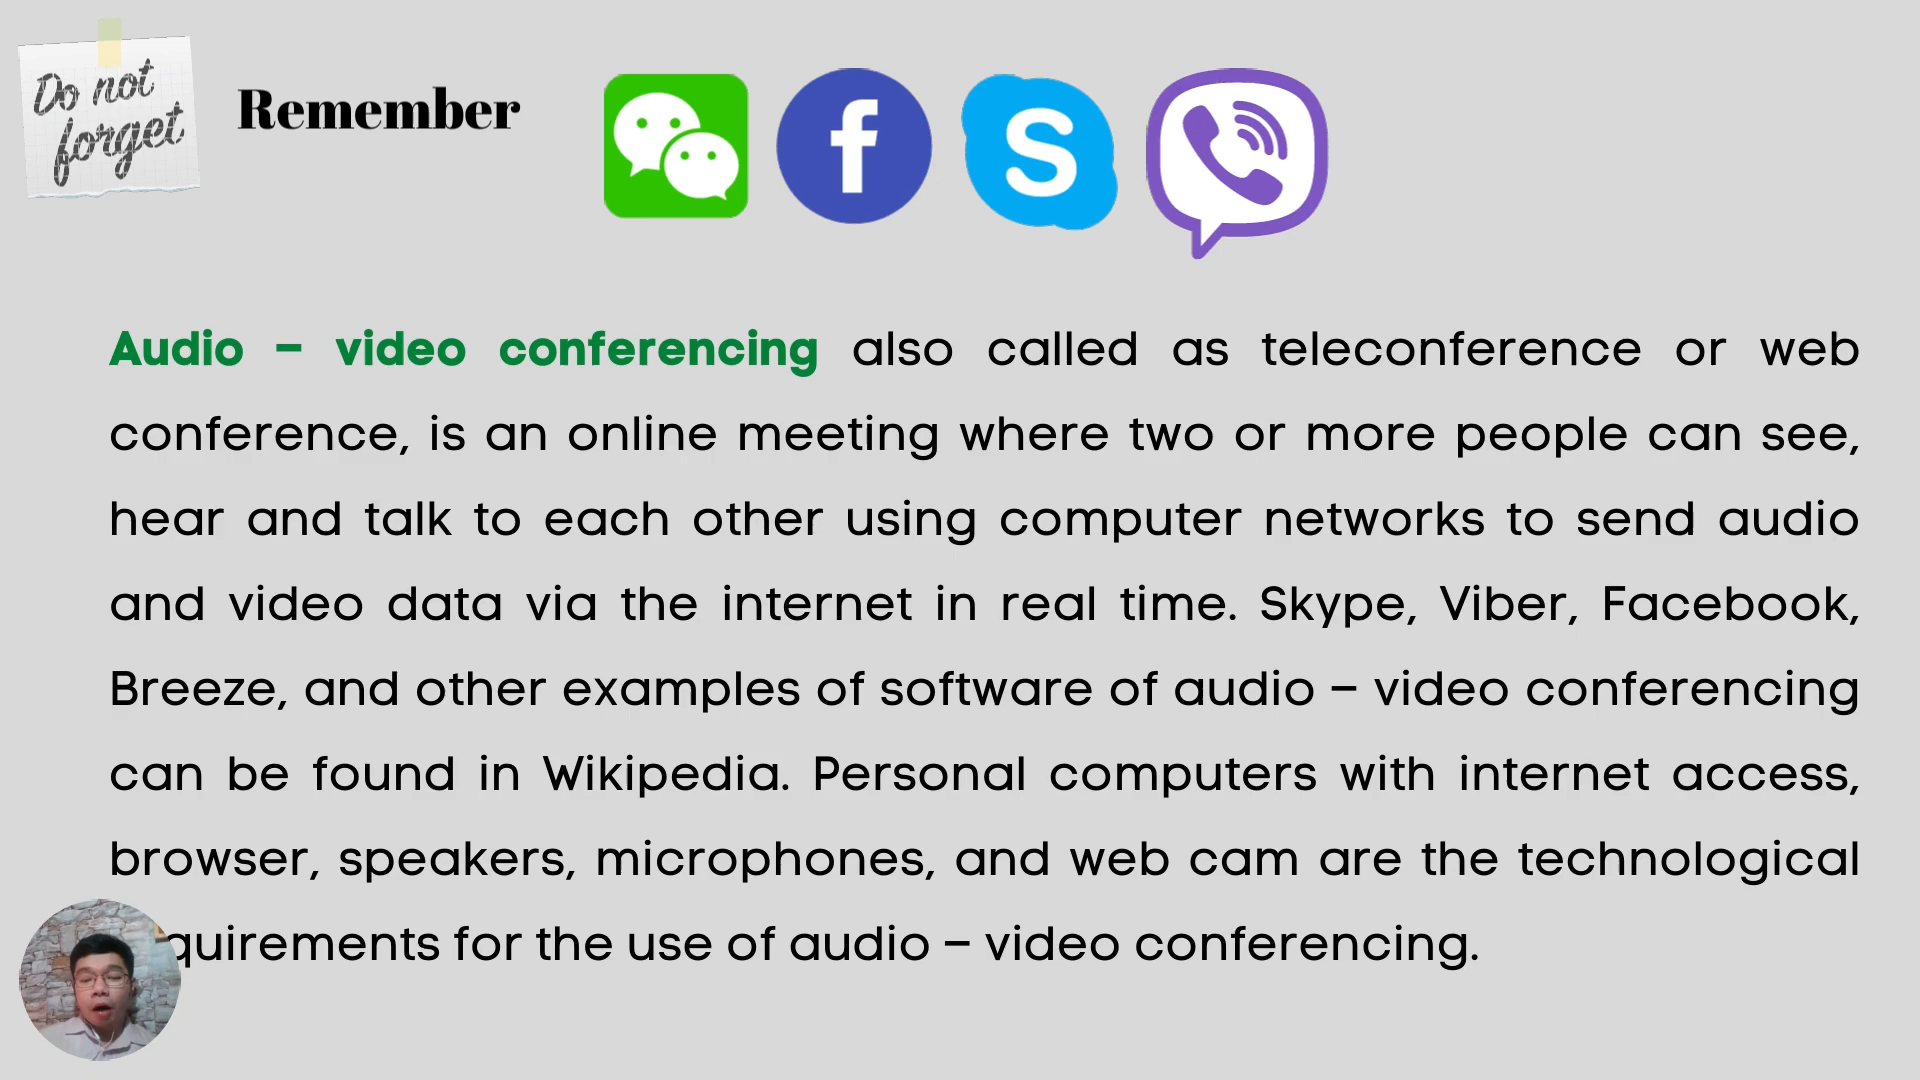 Do not
forget
Remember
f
S
Audio – video conferencing also called as teleconference or web
conference, is an online meeting where two or more people can see,
hear and talk to each other using computer networks to send audio
and video data via the internet in real time. Skype, Viber, Facebook,
Breeze, and other examples of software of audio – video conferencing
can be found in Wikipedia. Personal computers with internet access,
browser, speakers, microphones, and web cam are the technological
quirements for the use of audio – video conferencing.